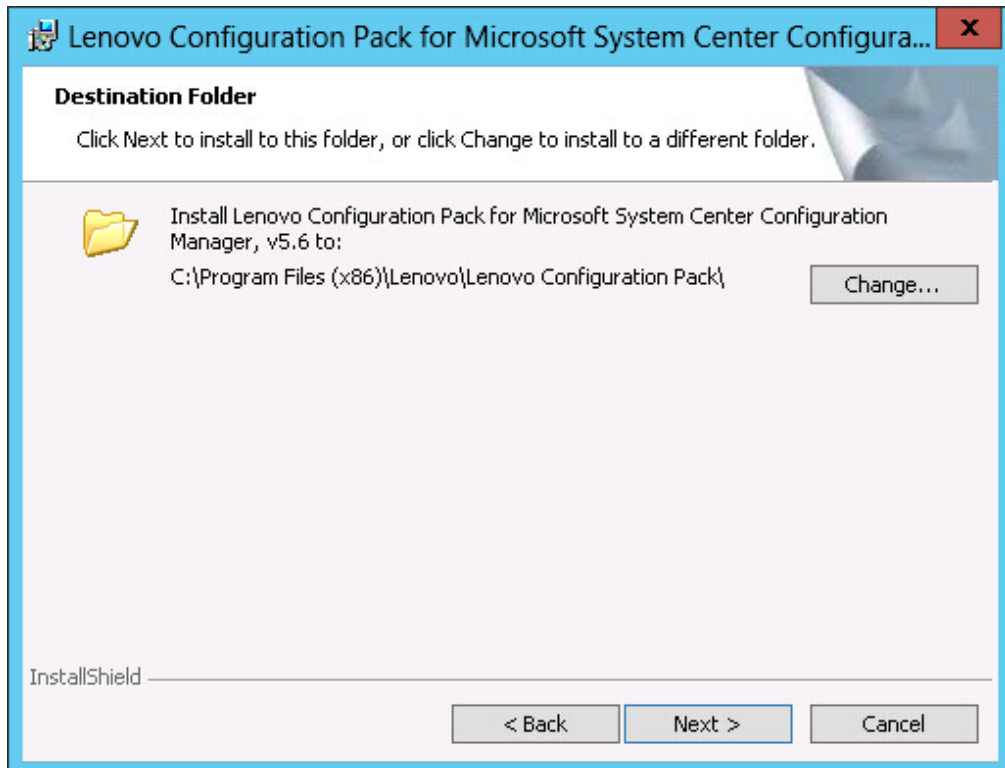 Lenovo Configuration Pack for Microsoft System Center Configura...
x
Destination Folder
Click Next to install to this folder, or click Change to install to a different folder.
Install Lenovo Configuration Pack for Microsoft System Center Configuration
Manager, v5.6 to:
C:\Program Files (x86)\Lenovo\Lenovo Configuration Pack\
Change...
InstallShield
< Back
Next >
Cancel